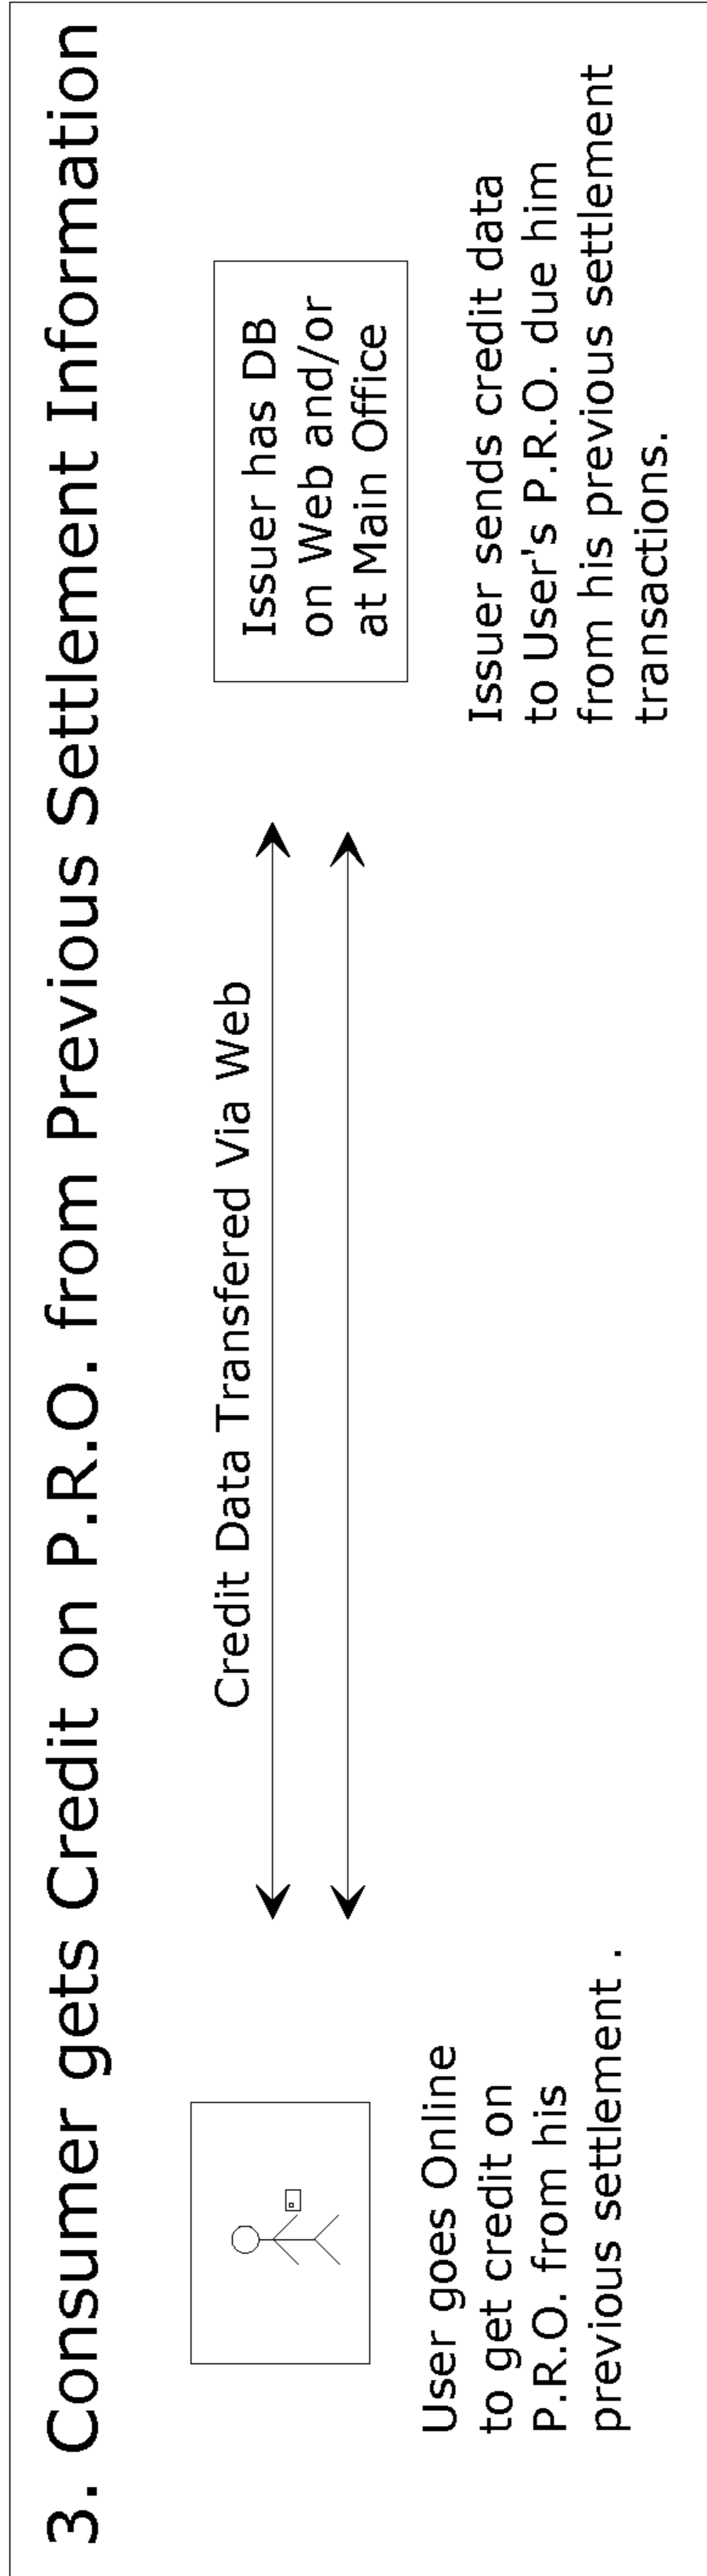 3. Consumer gets Credit on P.R.O. from Previous Settlement Information
Credit Data Transfered Via Web
User goes Online
to get credit on
P.R.O. from his
previous settlement .
Issuer has DB
on Web and/or
at Main Office
Issuer sends credit data
to User's P.R.O. due him
from his previous settlement
transactions.